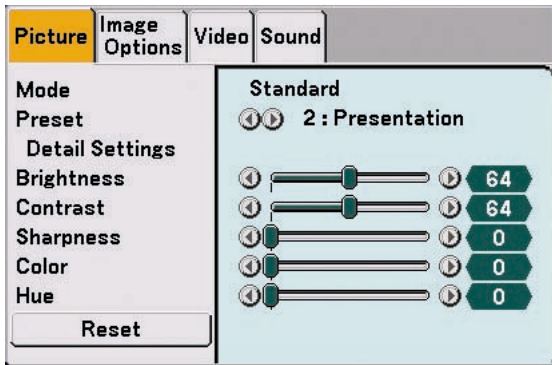 Picture Image Options Video Sound
Mode Standard
Preset 2 : Presentation
Detail Settings
Brightness 64
Contrast 64
Sharpness 0
Color 0
Hue 0
Reset